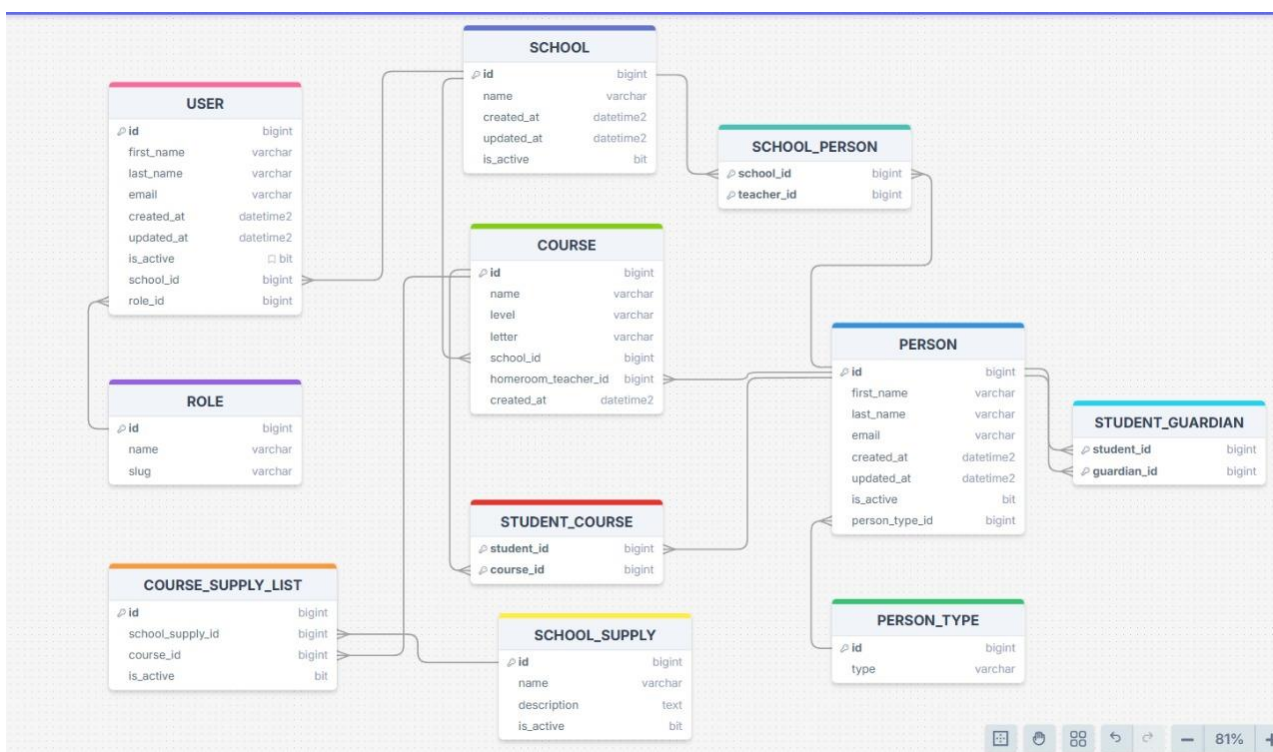 SCHOOL
id bigint
name varchar
created_at datetime2
updated_at datetime2
is_active bit
USER
id bigint
first_name varchar
last_name varchar
email varchar
created_at datetime2
updated_at datetime2
is_active bit
school_id bigint
role_id bigint
SCHOOL_PERSON
school_id bigint
teacher_id bigint
COURSE
id bigint
name varchar
level varchar
letter varchar
school_id bigint
homeroom_teacher_id bigint
created_at datetime2
PERSON
id bigint
first_name varchar
last_name varchar
email varchar
created_at datetime2
updated_at datetime2
is_active bit
person_type_id bigint
ROLE
id bigint
name varchar
slug varchar
STUDENT_GUARDIAN
student_id bigint
guardian_id bigint
STUDENT_COURSE
student_id bigint
course_id bigint
COURSE_SUPPLY_LIST
id bigint
school_supply_id bigint
course_id bigint
is_active bit
SCHOOL_SUPPLY
id bigint
name varchar
description text
is_active bit
PERSON_TYPE
id bigint
type varchar
81%